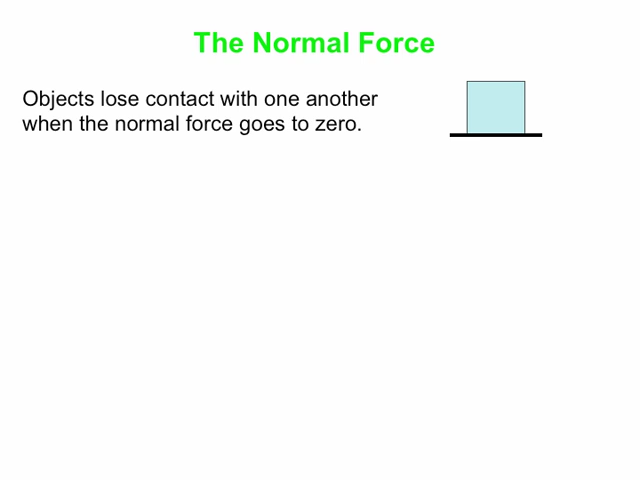 The Normal Force
Objects lose contact with one another
when the normal force goes to zero.